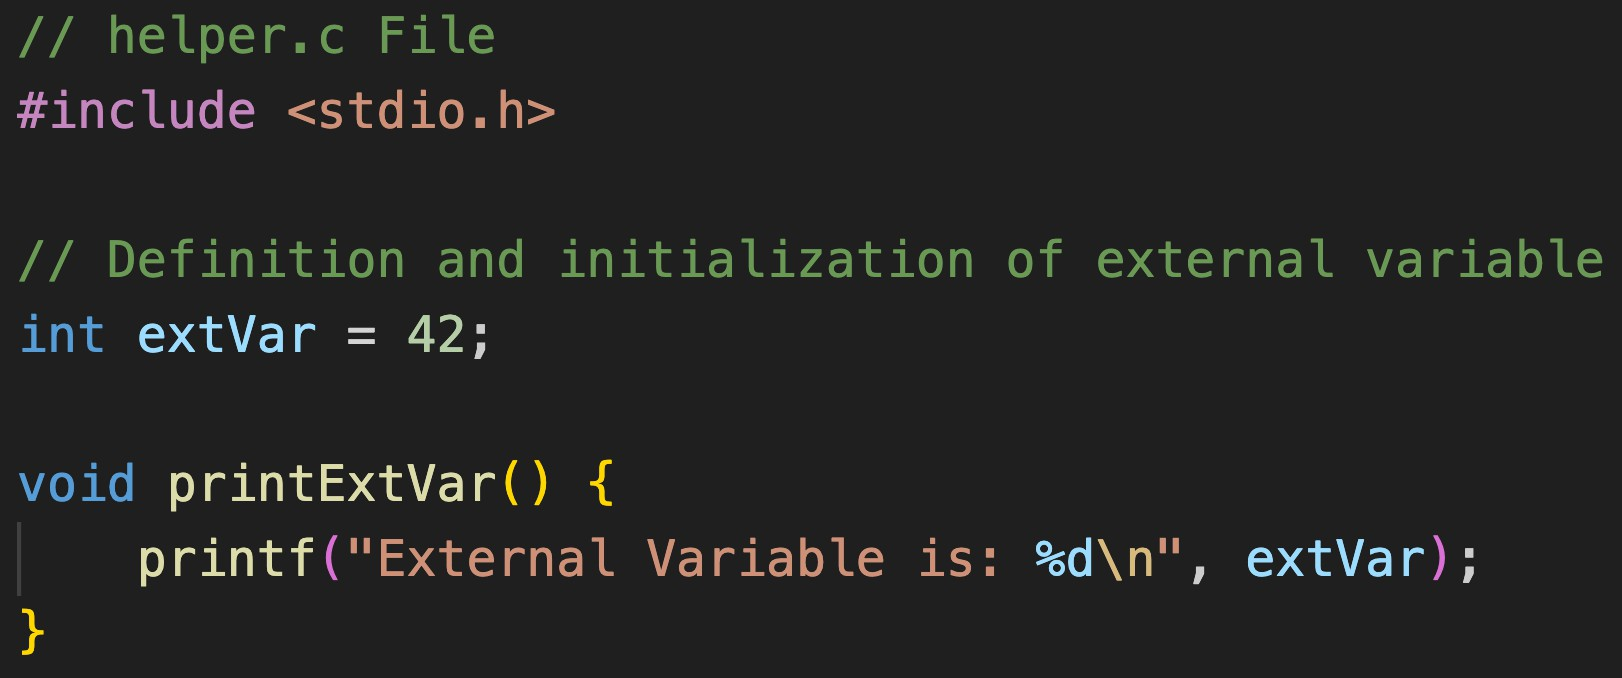 // helper.c File
#include <stdio.h>
// Definition and initialization of external variable
int extVar = 42;
void printExtVar() {
    printf("External Variable is: %d\n", extVar);
}